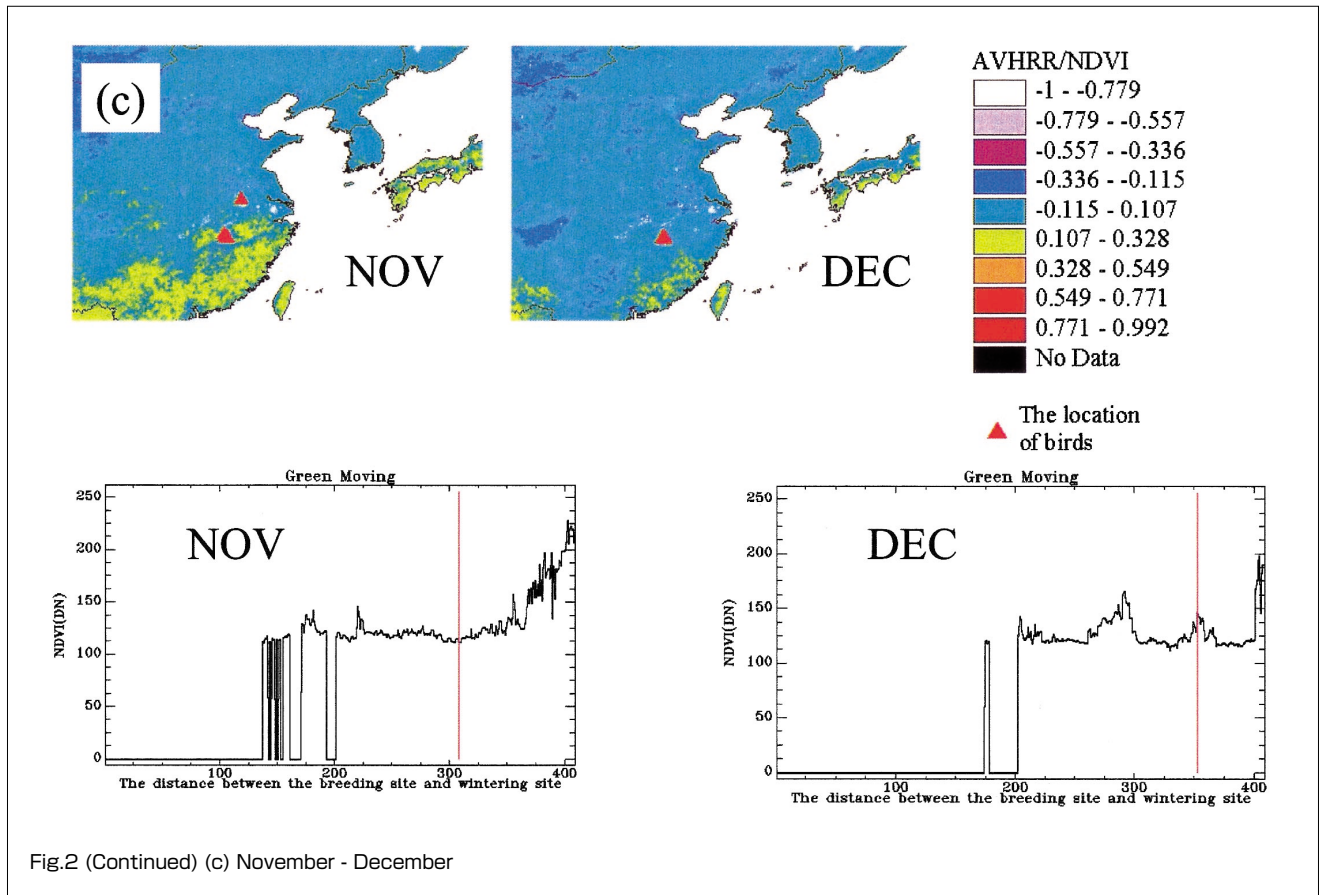 (c)
NOV
DEC
AVHRR/NDVI
-1 - -0.779
-0.779 - -0.557
-0.557 - -0.336
-0.336 - -0.115
-0.115 - 0.107
0.107 - 0.328
0.328 - 0.549
0.549 - 0.771
0.771 - 0.992
No Data
The location
of birds
Green Moving
NOV
NDVI(DN)
250
200
150
100
50
0
100
200
300
400
The distance between the breeding site and wintering site
Green Moving
DEC
NDVI(DN)
250
200
150
100
50
0
100
200
300
400
The distance between the breeding site and wintering site
Fig.2 (Continued) (c) November - December